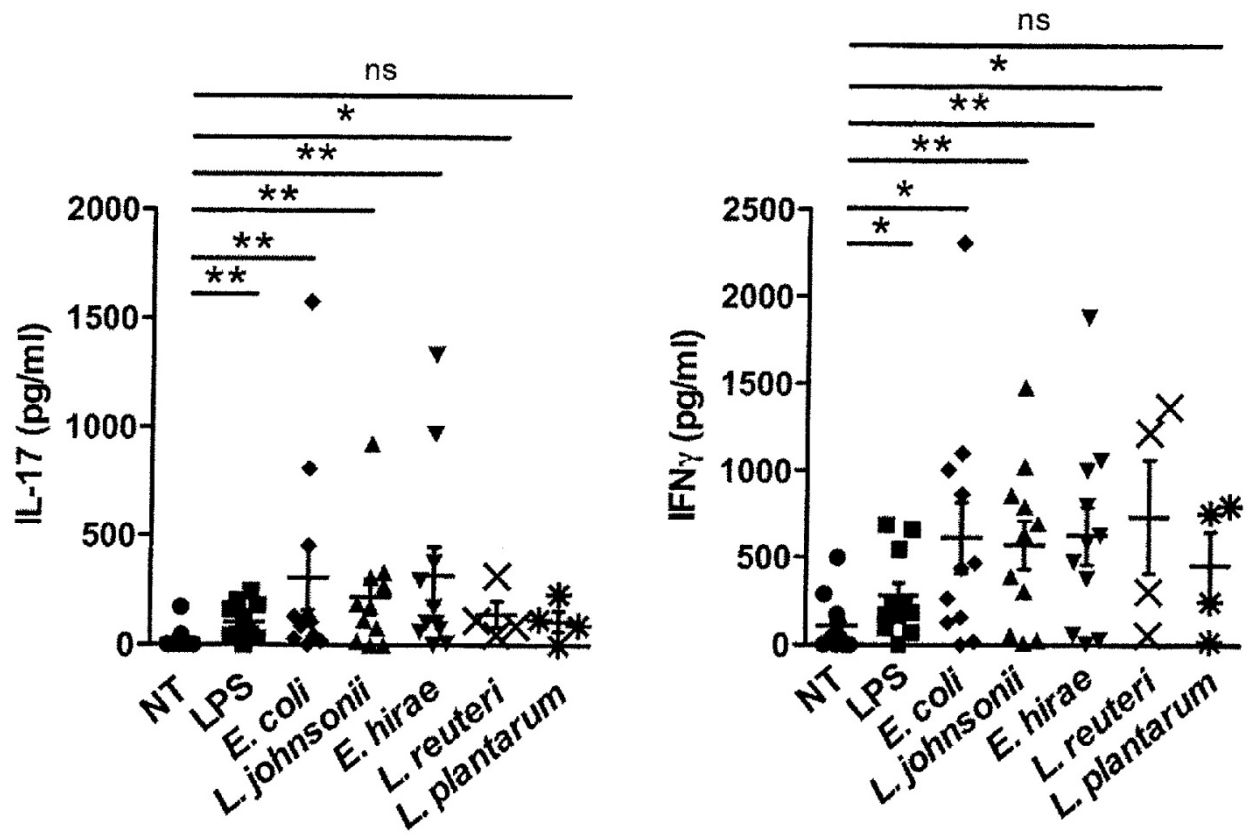 ns
*
**
**
**
**
2000
1500
1000
500
0
IL-17 (pg/ml)
NT
LPS
E. coli
L. johnsonii
E. hirae
L. reuteri
L. plantarum
ns
*
**
**
*
*
2500
2000
1500
1000
500
0
IFNγ (pg/ml)
NT
LPS
E. coli
L. johnsonii
E. hirae
L. reuteri
L. plantarum